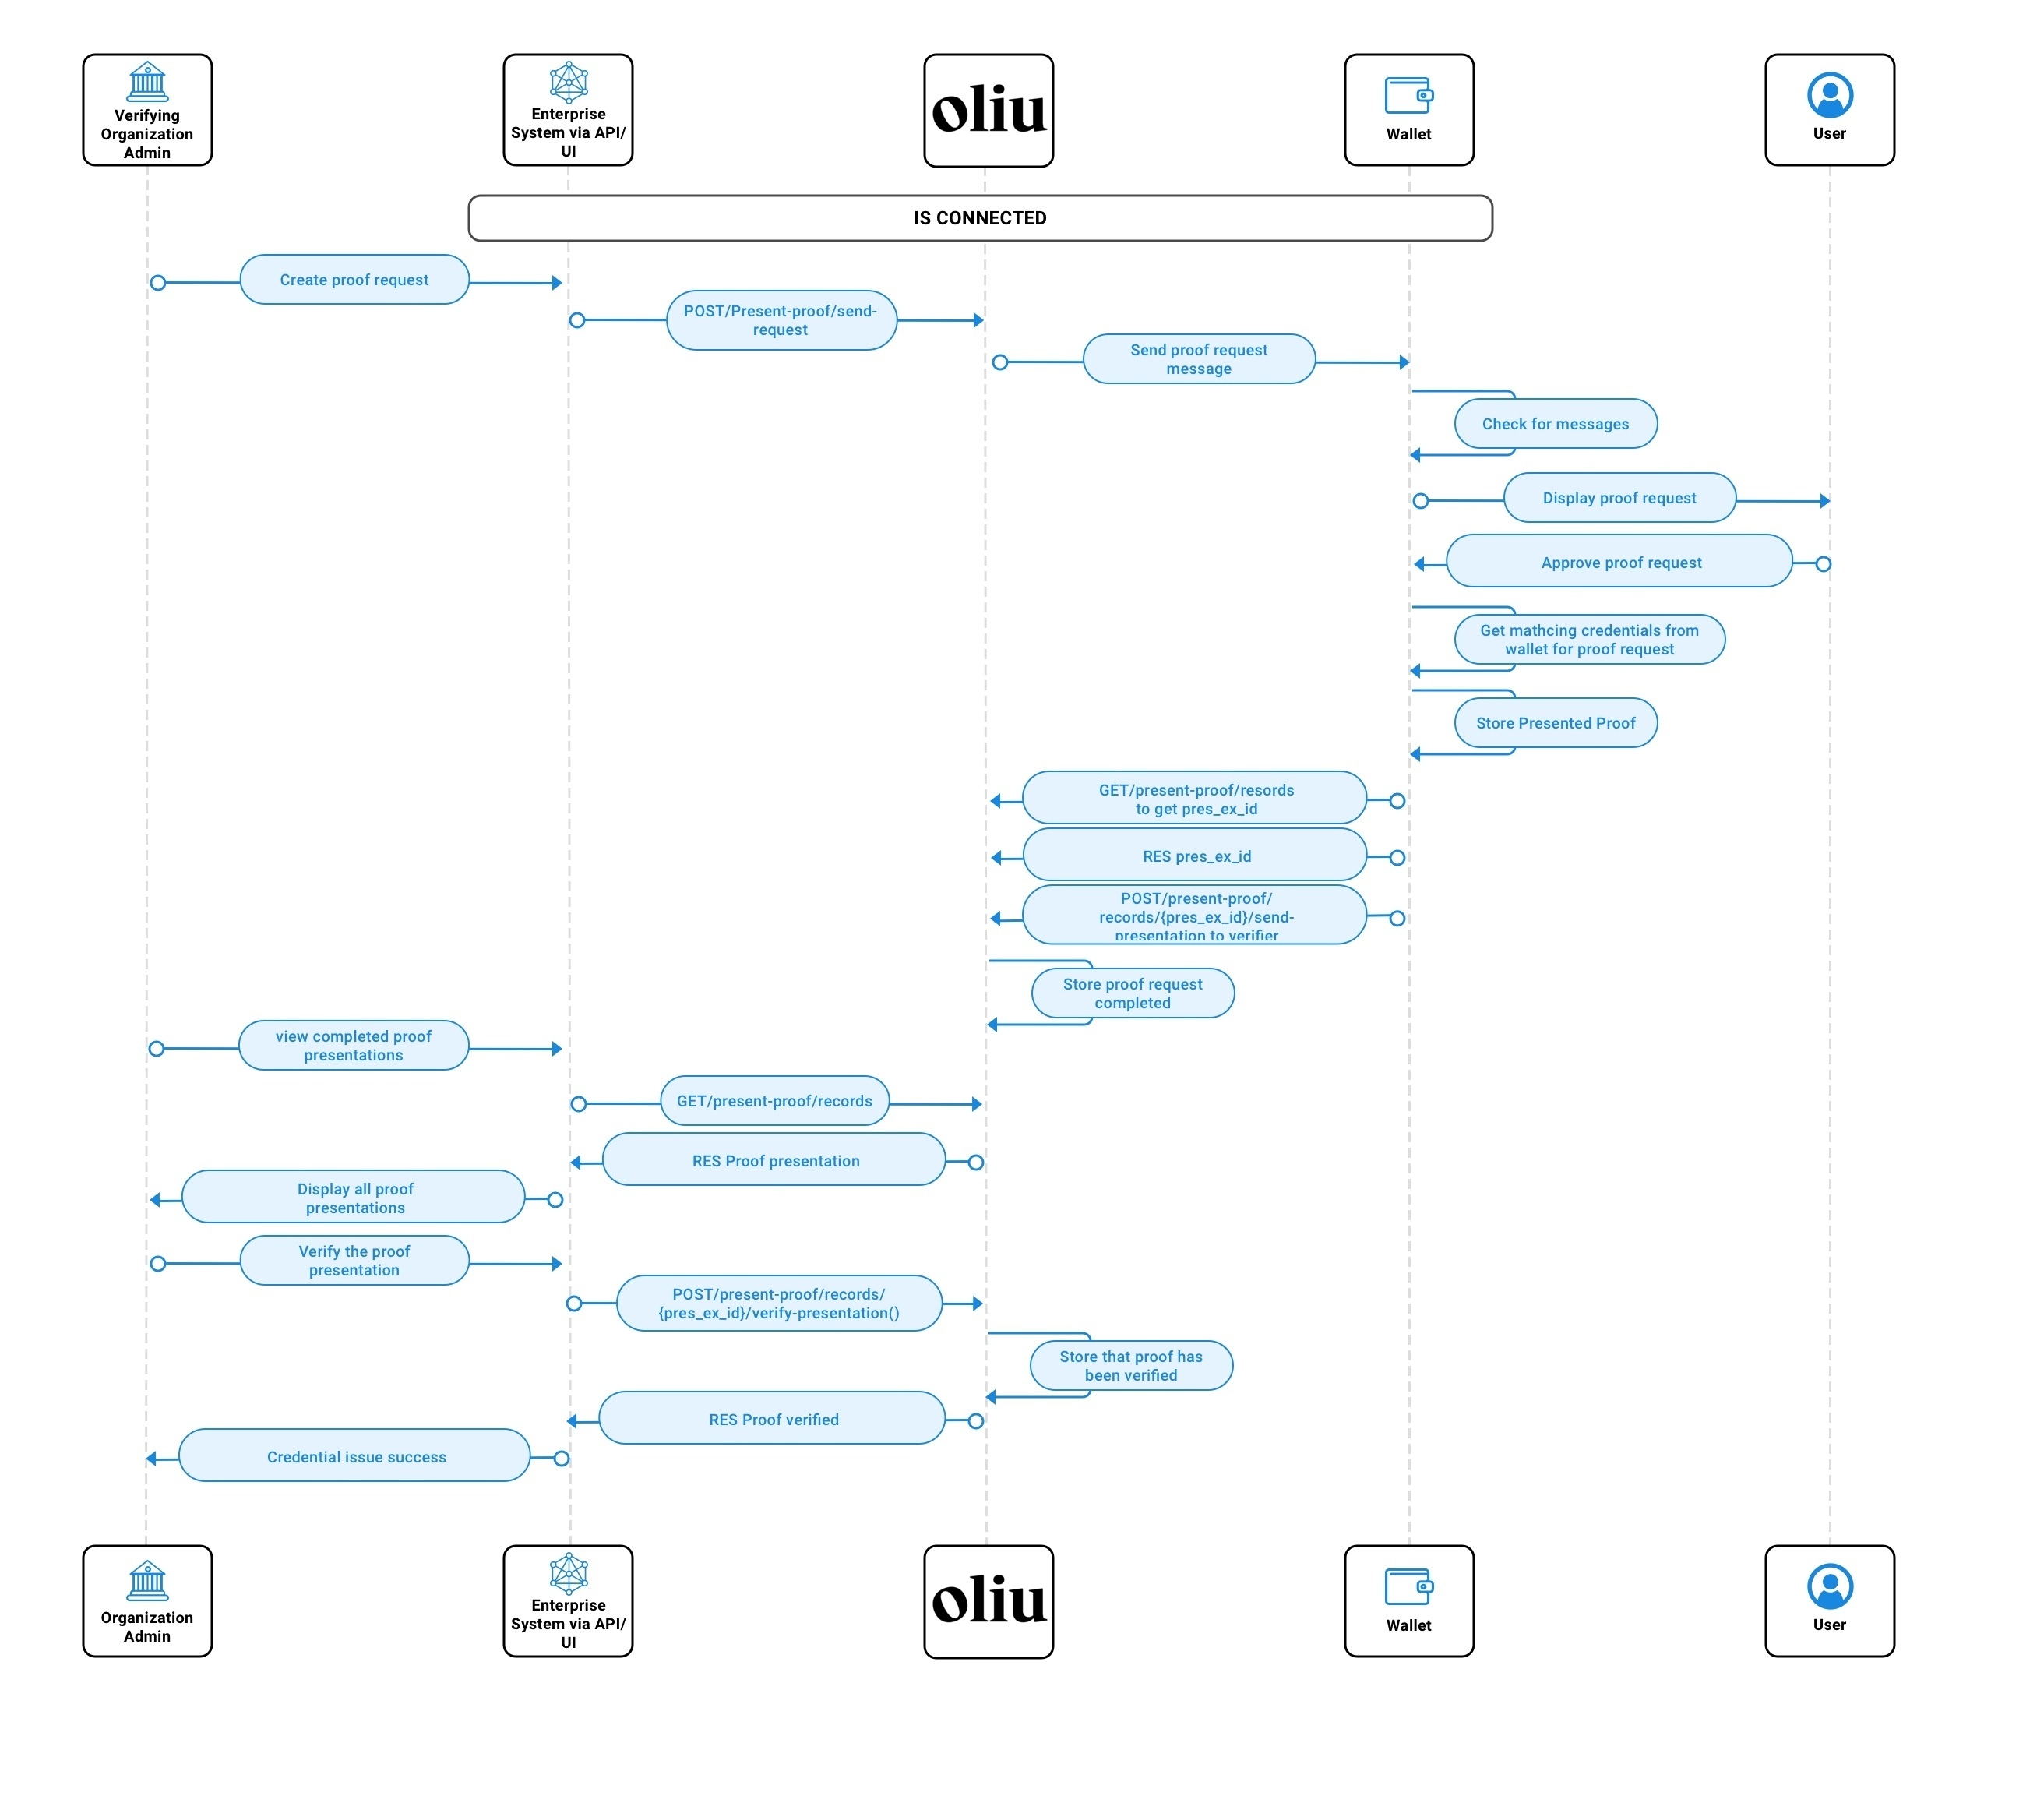 Verifying
Organization
Admin
Enterprise
System via API/
UI
oliu
Wallet
User
IS CONNECTED
Create proof request
POST/Present-proof/send-
request
Send proof request
message
Check for messages
Display proof request
Approve proof request
Get mathcing credentials from
wallet for proof request
Store Presented Proof
GET/present-proof/resords
to get pres_ex_id
RES pres_ex_id
POST/present-proof/
records/{pres_ex_id}/send-
presentation to verifier
Store proof request
completed
view completed proof
presentations
GET/present-proof/records
RES Proof presentation
Display all proof
presentations
Verify the proof
presentation
POST/present-proof/records/
{pres_ex_id}/verify-presentation()
Store that proof has
been verified
RES Proof verified
Credential issue success
Organization
Admin
Enterprise
System via API/
UI
oliu
Wallet
User